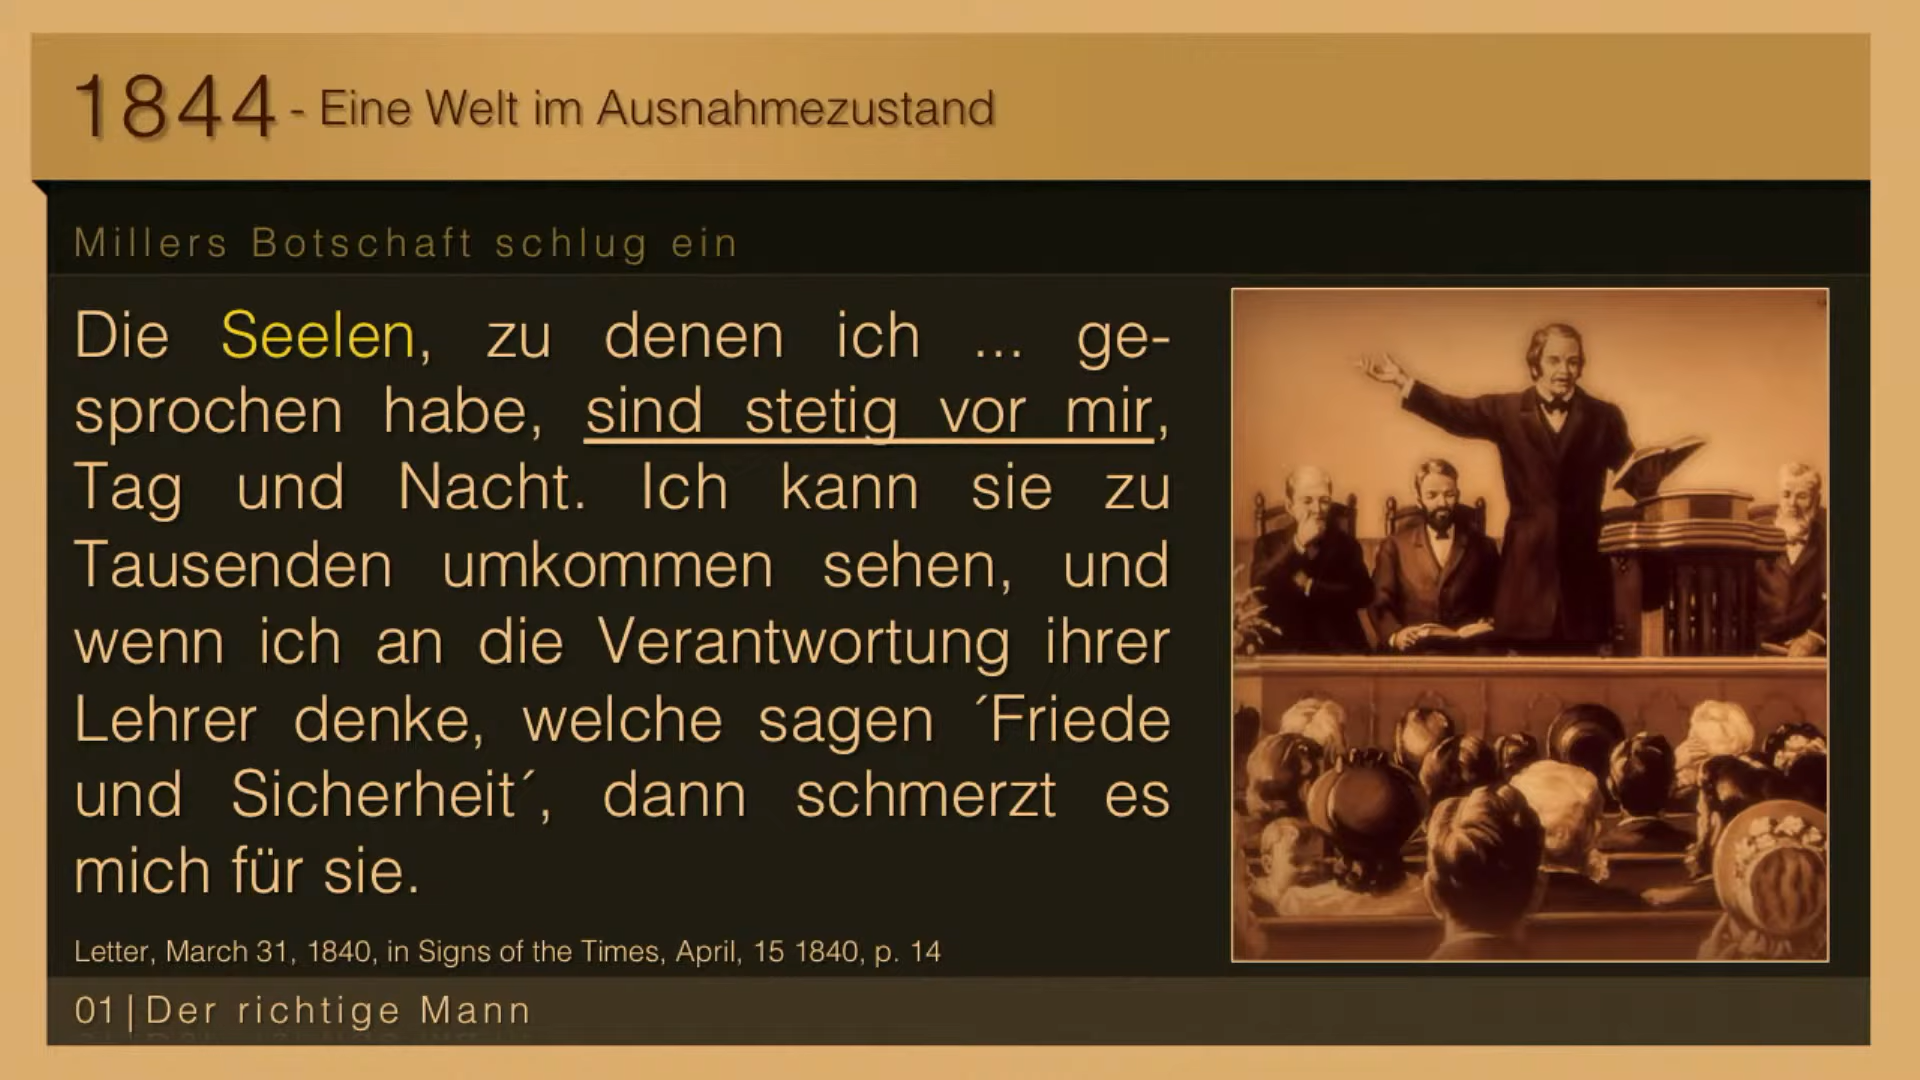 1844 - Eine Welt im Ausnahmezustand
Millers Botschaft schlug ein
Die Seelen, zu denen ich ... ge-
sprochen habe, sind stetig vor mir,
Tag und Nacht. Ich kann sie zu
Tausenden umkommen sehen, und
wenn ich an die Verantwortung ihrer
Lehrer denke, welche sagen ´Friede
und Sicherheit´, dann schmerzt es
mich für sie.
Letter, March 31, 1840, in Signs of the Times, April, 15 1840, p. 14
01|Der richtige Mann